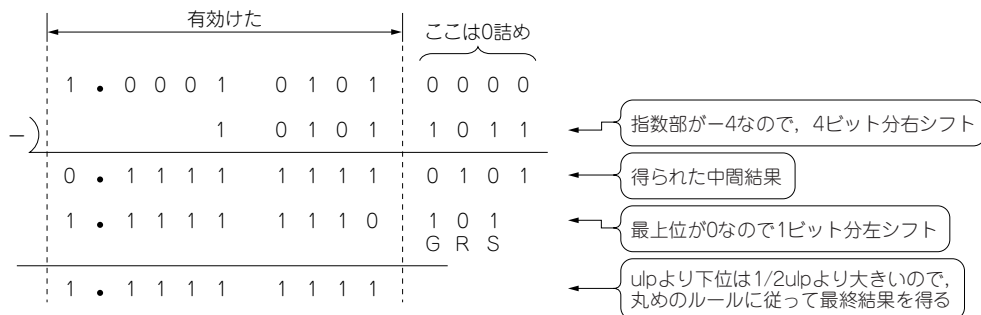 有効けた
ここは0詰め
1 . 0 0 0 1 0 1 0 1 0 0 0 0
1 0 1 0 1 1 0 1 1
指数部が−4なので，4ビット分右シフト
−)
0 . 1 1 1 1 1 1 1 1 0 1 0 1
得られた中間結果
1 . 1 1 1 1 1 1 1 0 1 0 1
最上位が0なので1ビット分左シフト
G R S
1 . 1 1 1 1 1 1 1 1
ulpより下位は1/2ulpより大きいので，
丸めのルールに従って最終結果を得る